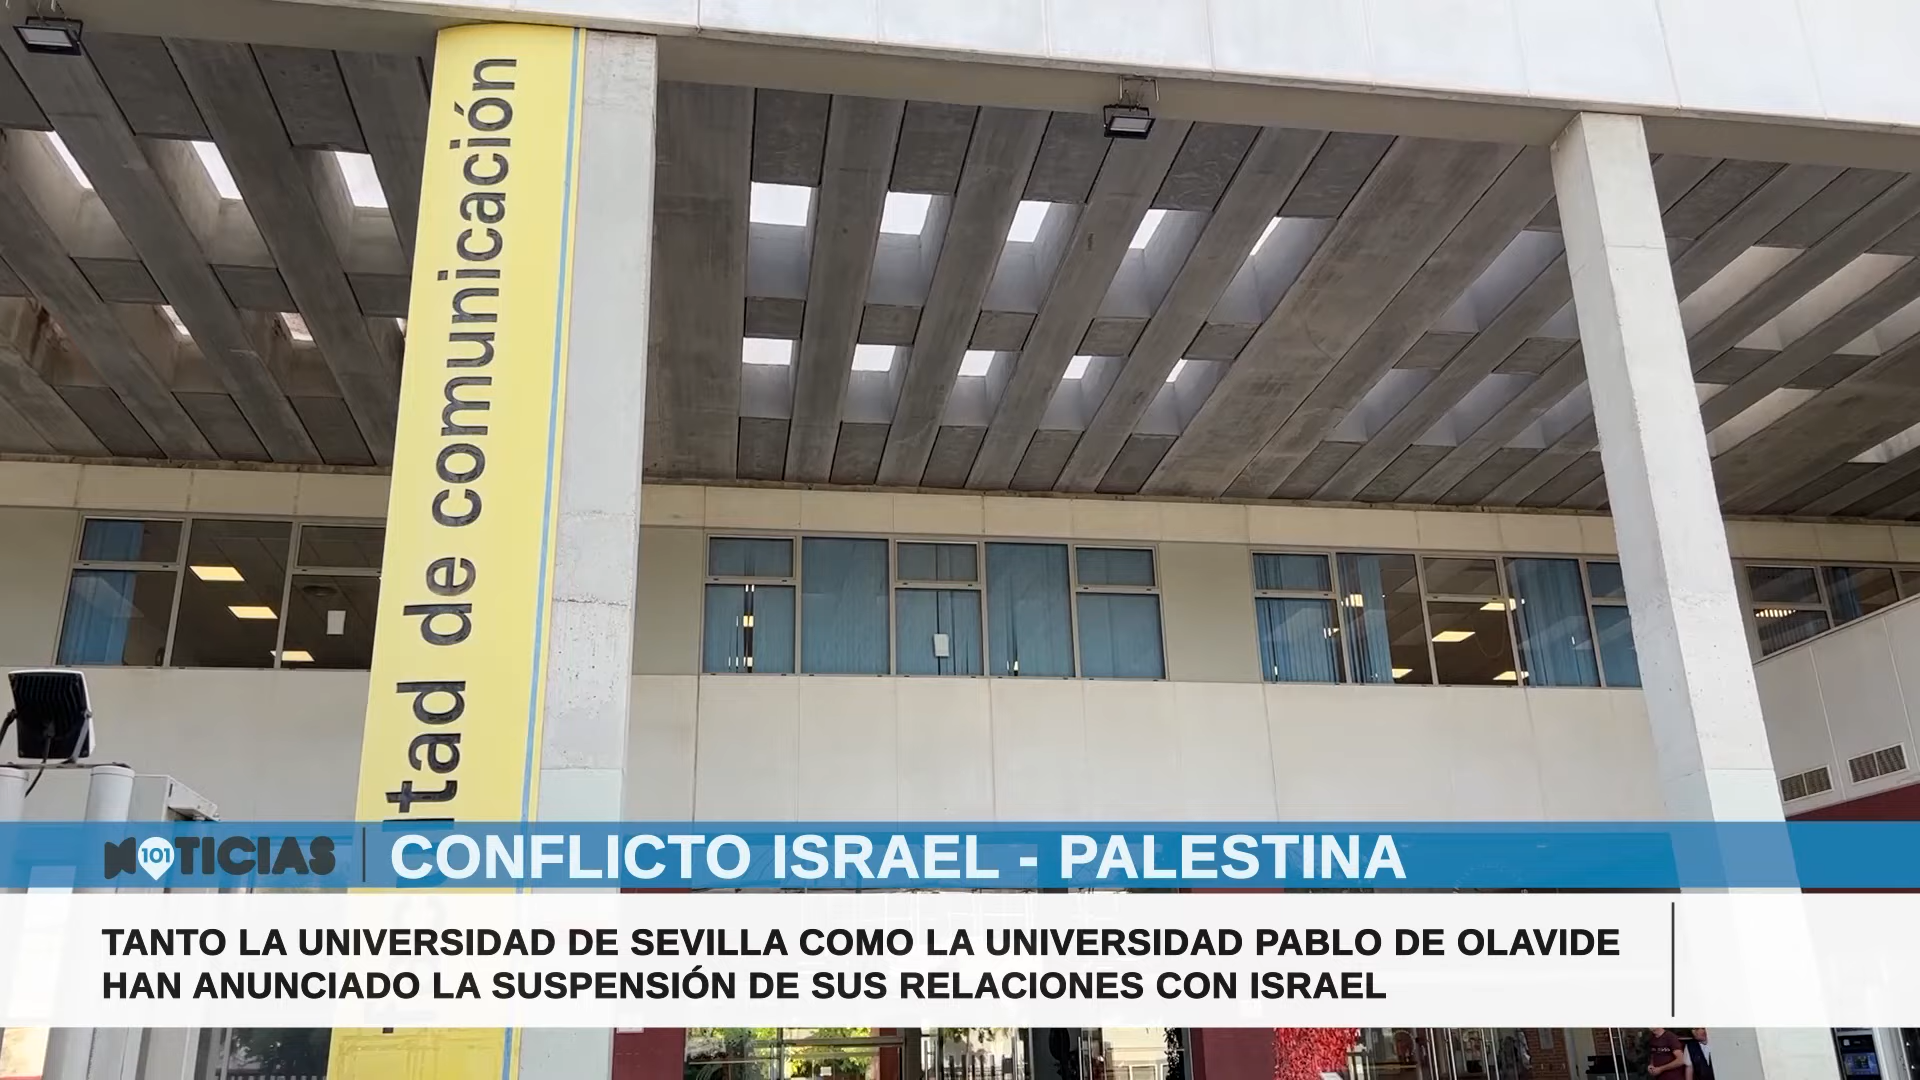 facultad de comunicación
NOTICIAS
101
CONFLICTO ISRAEL - PALESTINA
TANTO LA UNIVERSIDAD DE SEVILLA COMO LA UNIVERSIDAD PABLO DE OLAVIDE
HAN ANUNCIADO LA SUSPENSIÓN DE SUS RELACIONES CON ISRAEL